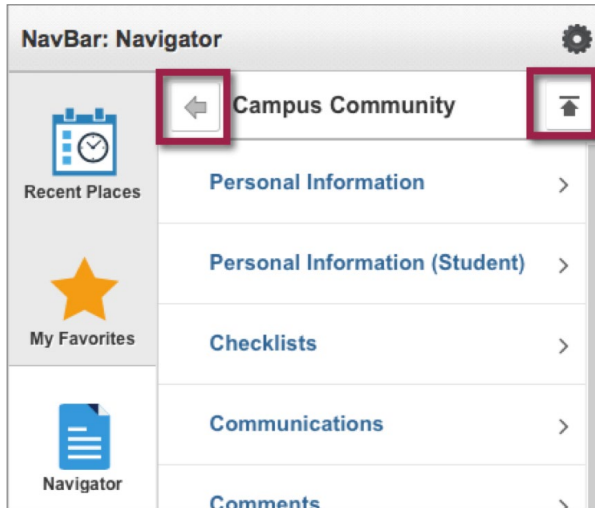 NavBar: Navigator
Campus Community
Recent Places
My Favorites
Navigator
Personal Information
Personal Information (Student)
Checklists
Communications
Comments